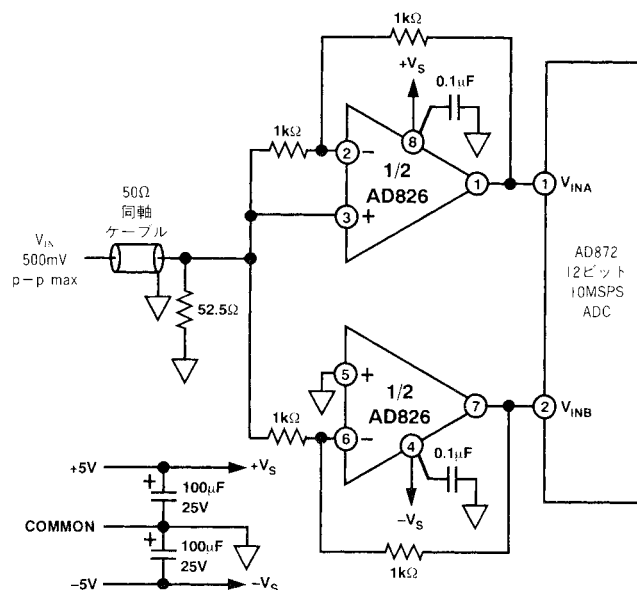 1kΩ
+VS
0.1μF
1kΩ
2
−
8
1/2
AD826
1
1
VINA
3
+
50Ω
同軸
ケーブル
VIN
500mV
p−p max
52.5Ω
AD872
12ビット
10MSPS
ADC
5
+
1/2
AD826
7
2
VINB
1kΩ
6
−
4
0.1μF
−VS
1kΩ
+5V
+VS
+
100μF
25V
COMMON
+
100μF
25V
−5V
−VS